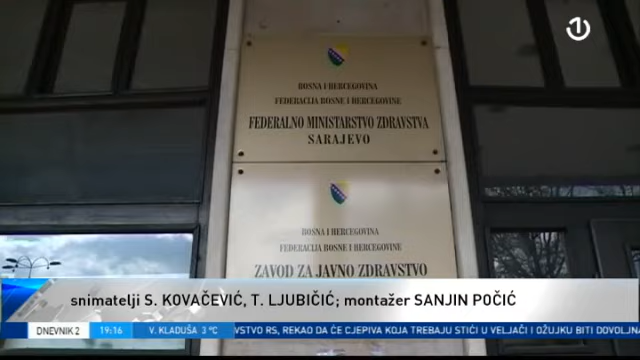 1
BOSNA I HERCEGOVINA
FEDERACIJA BOSNE I HERCEGOVINE
FEDERALNO MINISTARSTVO ZDRAVSTVA
SARAJEVO
BOSNA I HERCEGOVINA
FEDERACIJA BOSNE I HERCEGOVINE
ZAVOD ZA JAVNO ZDRAVSTVO
snimatelji S. KOVAČEVIĆ, T. LJUBIČIĆ; montažer SANJIN POČIĆ
DNEVNIK 2 19:16 V. KLADUŠA 3 °C VSTVO RS, REKAO DA ĆE CJEPIVA KOJA TREBAJU STIĆI U VELJAČI I OŽUJKU BITI DOVOLJNA